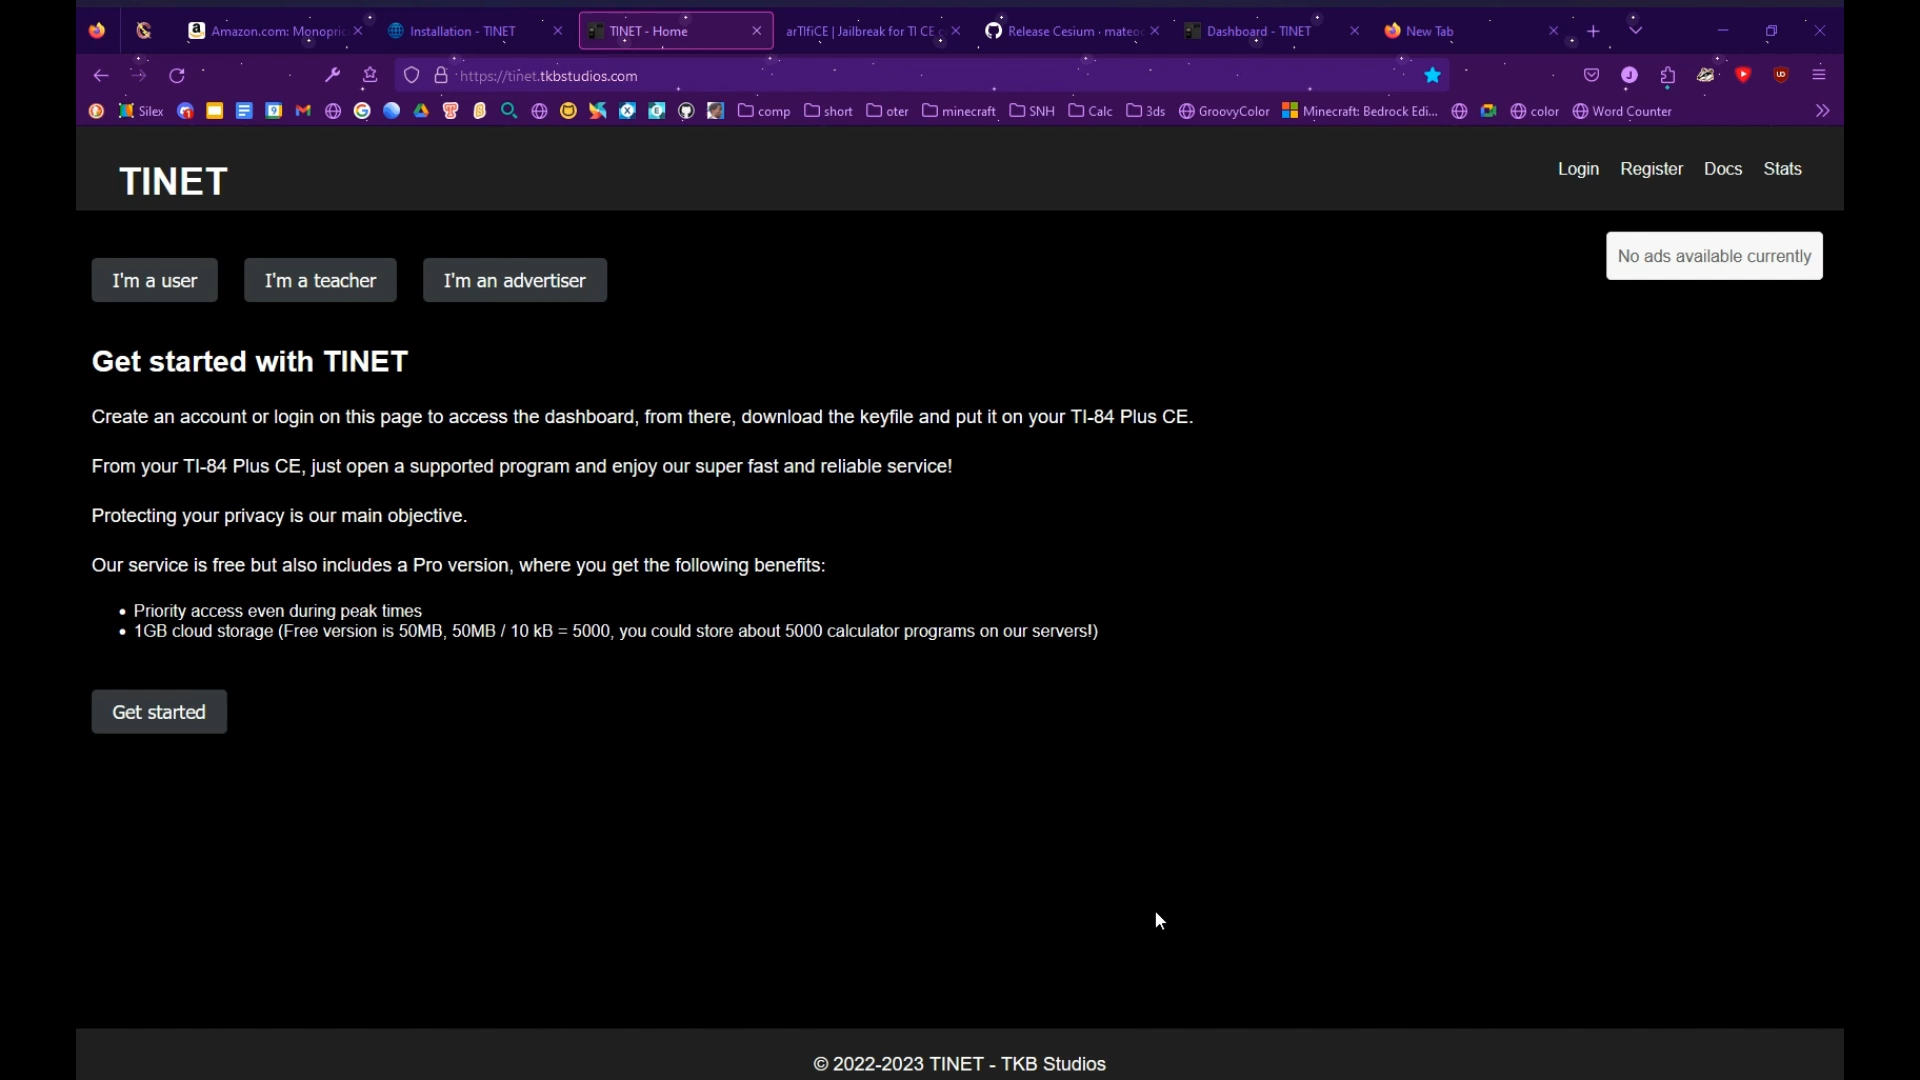 Amazon.com: Monopric
Installation - TINET
TINET - Home
arTIfiCE | Jailbreak for TI CE c
Release Cesium · mateoc
Dashboard - TINET
New Tab
https://tinet.tkbstudios.com
Silex
comp
short
oter
minecraft
SNH
Calc
3ds
GroovyColor
Minecraft: Bedrock Edi...
color
Word Counter
TINET
Login
Register
Docs
Stats
I'm a user
I'm a teacher
I'm an advertiser
No ads available currently
Get started with TINET
Create an account or login on this page to access the dashboard, from there, download the keyfile and put it on your TI-84 Plus CE.
From your TI-84 Plus CE, just open a supported program and enjoy our super fast and reliable service!
Protecting your privacy is our main objective.
Our service is free but also includes a Pro version, where you get the following benefits:
• Priority access even during peak times
• 1GB cloud storage (Free version is 50MB, 50MB / 10 kB = 5000, you could store about 5000 calculator programs on our servers!)
Get started
© 2022-2023 TINET - TKB Studios